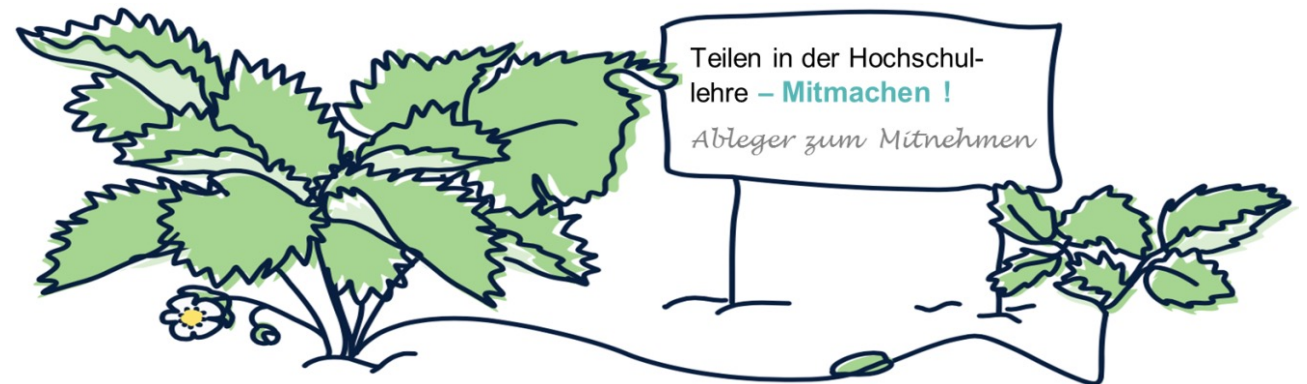 Teilen in der Hochschul-
lehre – Mitmachen !
Ableger zum Mitnehmen